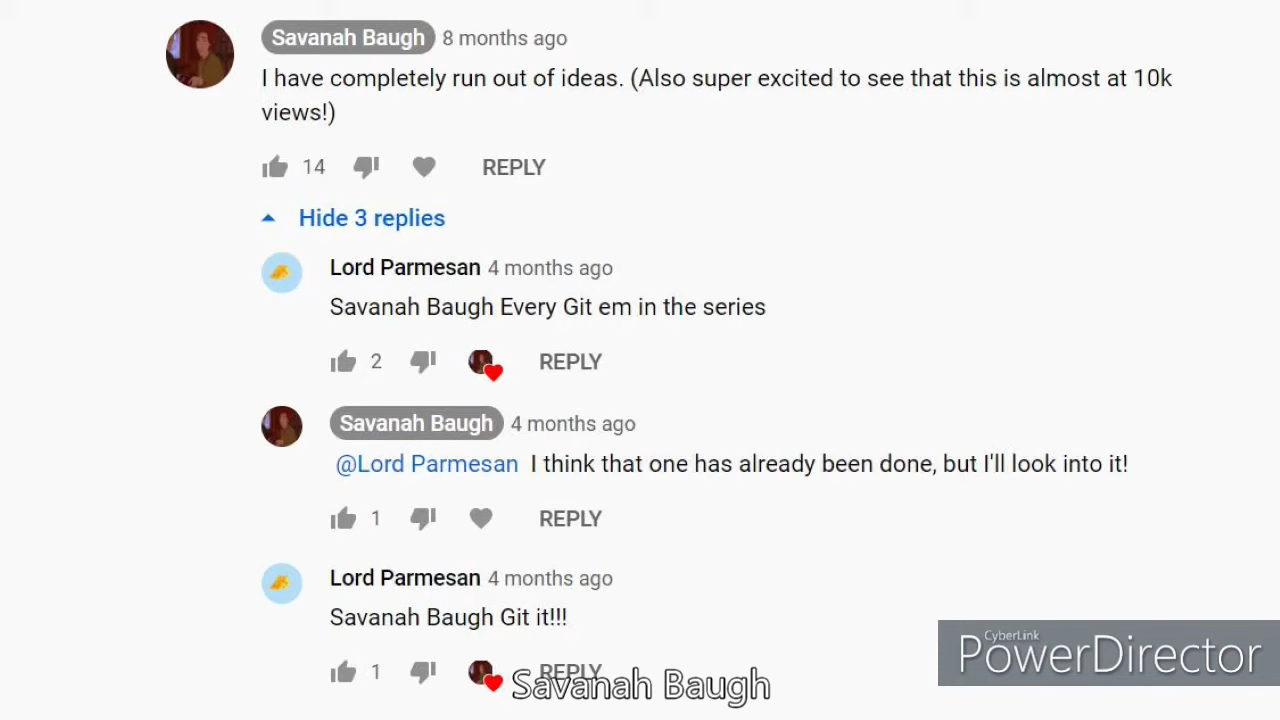 Savanah Baugh 8 months ago
I have completely run out of ideas. (Also super excited to see that this is almost at 10k
views!)
14 REPLY
Hide 3 replies
Lord Parmesan 4 months ago
Savanah Baugh Every Git em in the series
2 REPLY
Savanah Baugh 4 months ago
@Lord Parmesan I think that one has already been done, but I'll look into it!
1 REPLY
Lord Parmesan 4 months ago
Savanah Baugh Git it!!!
1 REPLY
Savanah Baugh
CyberLink
PowerDirector